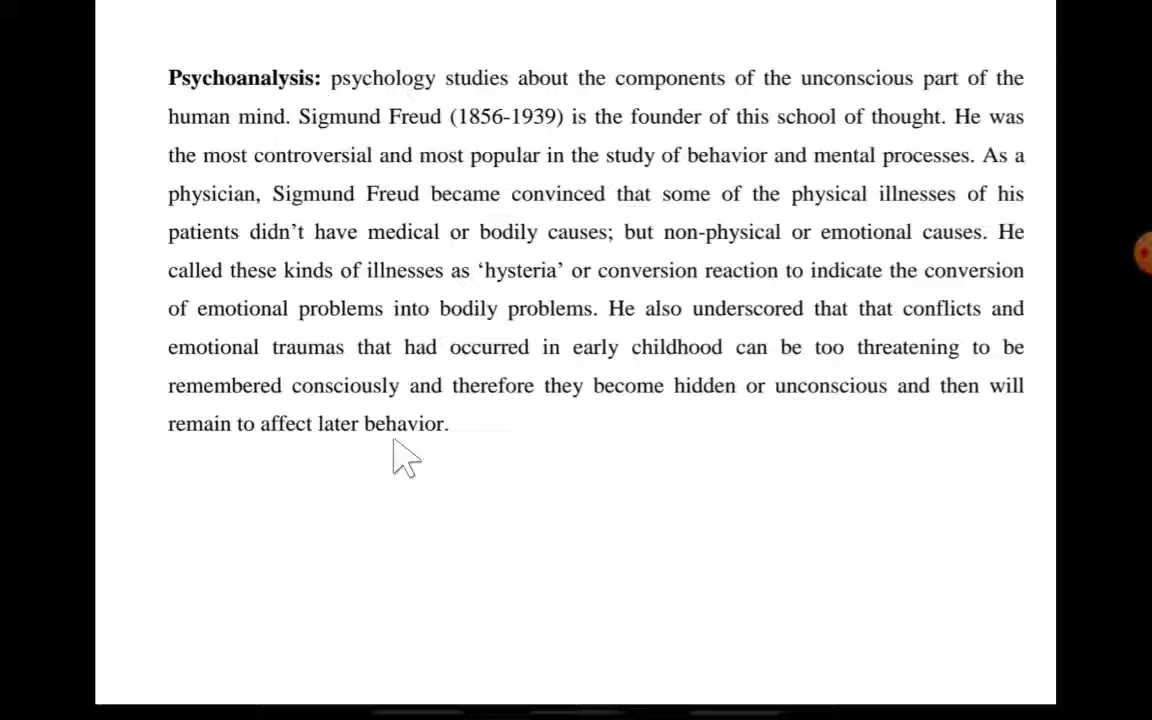 Psychoanalysis: psychology studies about the components of the unconscious part of the
human mind. Sigmund Freud (1856-1939) is the founder of this school of thought. He was
the most controversial and most popular in the study of behavior and mental processes. As a
physician, Sigmund Freud became convinced that some of the physical illnesses of his
patients didn’t have medical or bodily causes; but non-physical or emotional causes. He
called these kinds of illnesses as ‘hysteria’ or conversion reaction to indicate the conversion
of emotional problems into bodily problems. He also underscored that that conflicts and
emotional traumas that had occurred in early childhood can be too threatening to be
remembered consciously and therefore they become hidden or unconscious and then will
remain to affect later behavior.